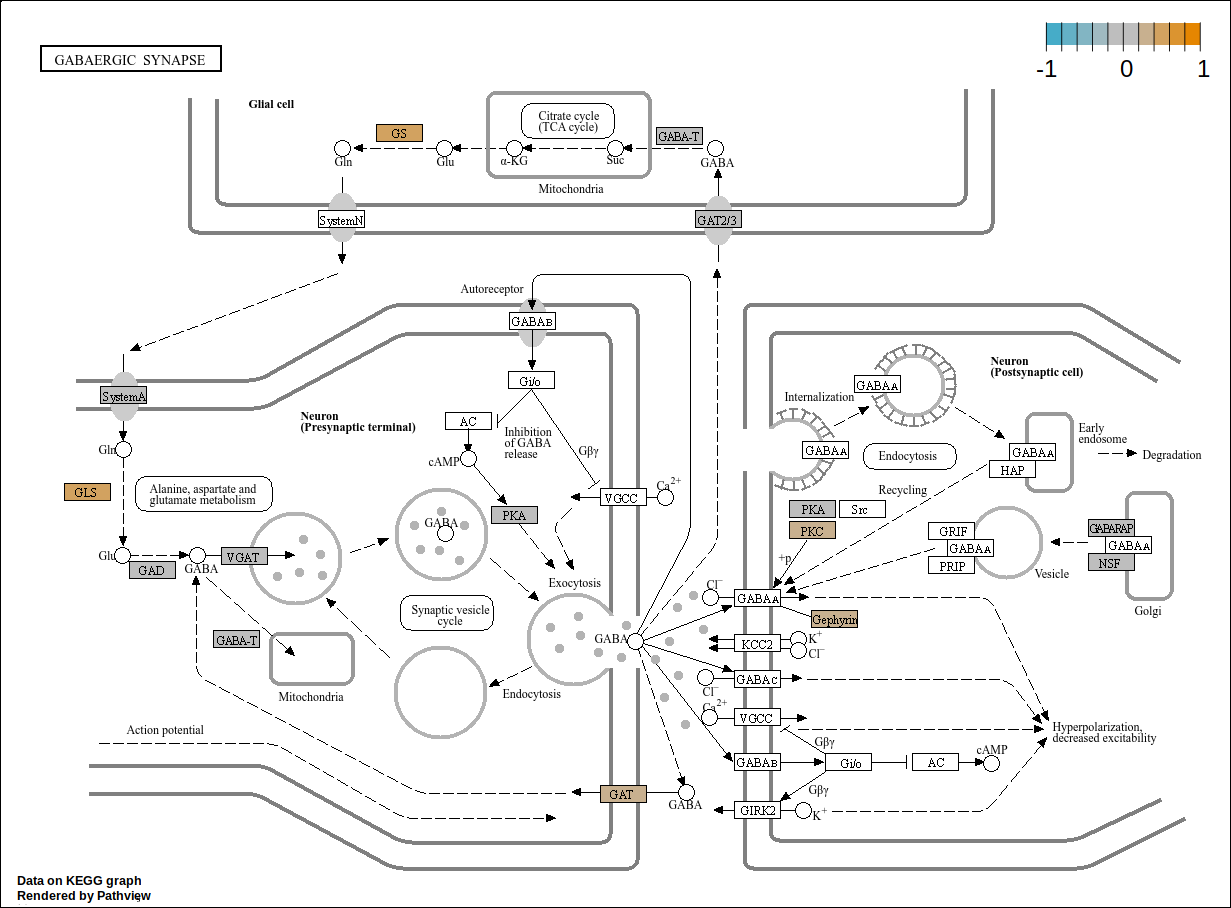 GABAERGIC SYNAPSE
-1
0
1
Glial cell
Citrate cycle
(TCA cycle)
GS
GABA-T
Gln
Glu
α-KG
Suc
GABA
Mitochondria
SystemN
GAT2/3
Autoreceptor
GABAB
Gi/o
AC
Inhibition
of GABA
release
Gβγ
cAMP
Neuron
(Presynaptic terminal)
SystemA
Gln
GLS
Alanine, aspartate and
glutamate metabolism
Glu
GAD
GABA
VGAT
GABA
PKA
VGCC
Ca2+
Exocytosis
Synaptic vesicle
cycle
GABA
Endocytosis
GABA-T
Mitochondria
Action potential
GAT
GABA
Neuron
(Postsynaptic cell)
GABAA
Internalization
GABAA
Endocytosis
GABAA
HAP
Early
endosome
Degradation
Recycling
PKA
Src
PKC
+p
GRIF
GABAA
PRIP
Vesicle
GABARAP
GABAA
NSF
Golgi
Cl−
GABAA
Gephyrin
KCC2
K+
Cl−
GABAC
Cl−
Ca2+
VGCC
Gβγ
GABAB
Gi/o
AC
cAMP
Gβγ
GIRK2
K+
Hyperpolarization,
decreased excitability
Data on KEGG graph
Rendered by Pathview